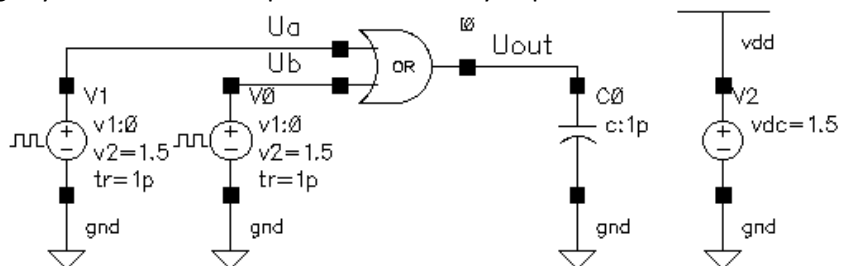 Ua
Ub
OR
I0
Uout
V1
v1:0
v2=1.5
tr=1p
gnd
V0
v1:0
v2=1.5
tr=1p
gnd
C0
c:1p
gnd
vdd
V2
vdc=1.5
gnd